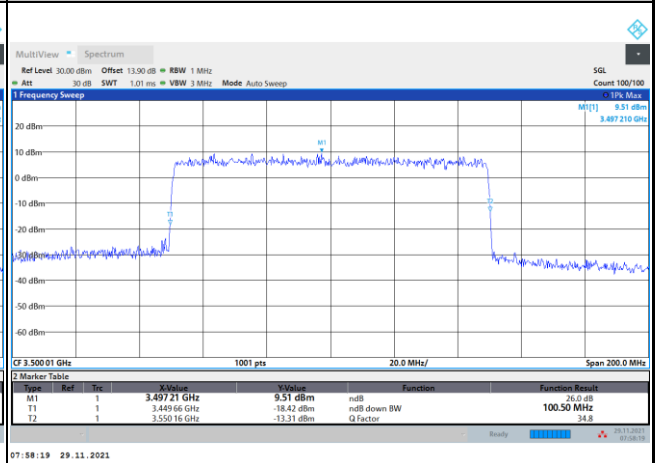 MultiView Spectrum
Ref Level 30.00 dBm Offset 13.90 dB RBW 1 MHz SGL
Att 30 dB SWT 1.01 ms VBW 3 MHz Mode Auto Sweep Count 100/100
1 Frequency Sweep 1Pk Max
M1[1] 9.51 dBm
3.497 210 GHz
20 dBm
M1
10 dBm
0 dBm
-10 dBm
T2
T1
-20 dBm
-30 dBm
-40 dBm
-50 dBm
-60 dBm
CF 3.500 01 GHz 1001 pts 20.0 MHz/ Span 200.0 MHz
2 Marker Table
Type Ref Trc X-Value Y-Value Function Function Result
M1 1 3.497 21 GHz 9.51 dBm ndB 26.0 dB
T1 1 3.449 66 GHz -18.42 dBm ndB down BW 100.50 MHz
T2 1 3.550 16 GHz -13.31 dBm Q Factor 34.8
Ready 29.11.2021
07:58:19
07:58:19 29.11.2021